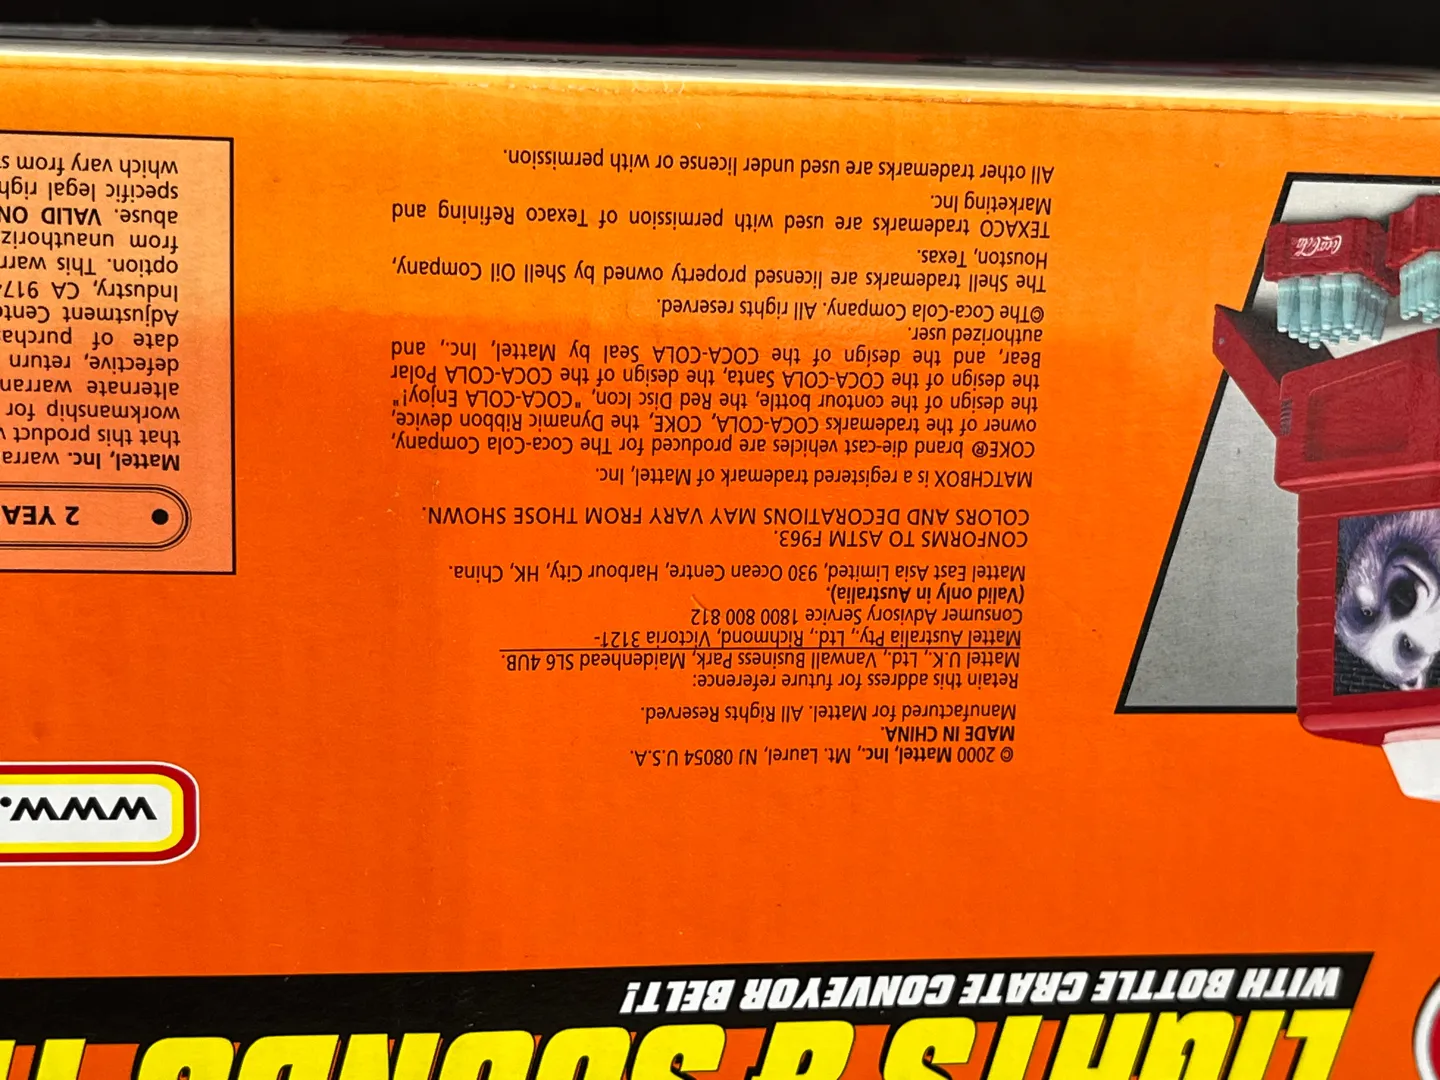 LIGHTS & SOUNDS
WITH BOTTLE CRATE CONVEYOR BELT!
© 2000 Mattel, Inc., Mt. Laurel, NJ 08054 U.S.A.
MADE IN CHINA.
Manufactured for Mattel. All Rights Reserved.
Retain this address for future reference:
Mattel U.K., Ltd., Vanwall Business Park, Maidenhead SL6 4UB.
Mattel Australia Pty., Ltd., Richmond, Victoria 3121-
Consumer Advisory Service 1800 800 812
(Valid only in Australia).
Mattel East Asia Limited, 930 Ocean Centre, Harbour City, HK, China.
CONFORMS TO ASTM F963.
COLORS AND DECORATIONS MAY VARY FROM THOSE SHOWN.
MATCHBOX is a registered trademark of Mattel, Inc.
COKE® brand die-cast vehicles are produced for The Coca-Cola Company,
owner of the trademarks COCA-COLA, COKE, the Dynamic Ribbon device,
the design of the contour bottle, the Red Disc Icon, "COCA-COLA Enjoy!"
the design of the COCA-COLA Santa, the design of the COCA-COLA Polar
Bear, and the design of the COCA-COLA Seal by Mattel, Inc., and
authorized user.
©The Coca-Cola Company. All rights reserved.
The Shell trademarks are licensed property owned by Shell Oil Company,
Houston, Texas.
TEXACO trademarks are used with permission of Texaco Refining and
Marketing Inc.
All other trademarks are used under license or with permission.
www.
2 YEA
Mattel, Inc. warra
that this product
workmanship for
alternate warran
defective, return
date of purchas
Adjustment Cent
Industry, CA 917
option. This warr
from unauthoriz
abuse. VALID ON
specific legal righ
which vary from s
Coca-Cola